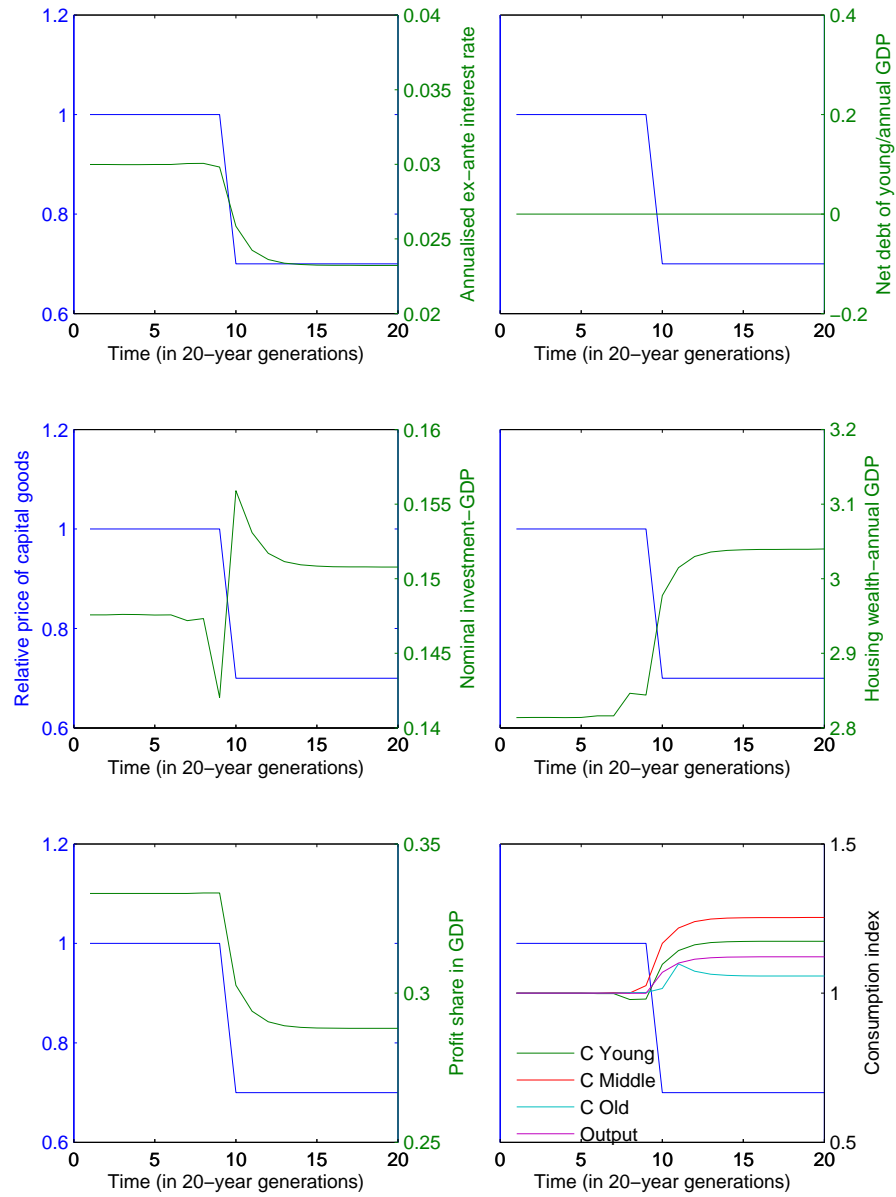 1.2
1
0.8
0.6
0.04
0.035
0.03
0.025
0.02
0 5 10 15 20
Time (in 20−year generations)
Annualised ex−ante interest rate
0.4
0.2
0
−0.2
0 5 10 15 20
Time (in 20−year generations)
Net debt of young/annual GDP
Relative price of capital goods
1.2
1
0.8
0.6
0.16
0.155
0.15
0.145
0.14
0 5 10 15 20
Time (in 20−year generations)
Nominal investment−GDP
3.2
3.1
3
2.9
2.8
0 5 10 15 20
Time (in 20−year generations)
Housing wealth−annual GDP
1.2
1
0.8
0.6
0.35
0.3
0.25
0 5 10 15 20
Time (in 20−year generations)
Profit share in GDP
1.5
1
0.5
C Young
C Middle
C Old
Output
0 5 10 15 20
Time (in 20−year generations)
Consumption index